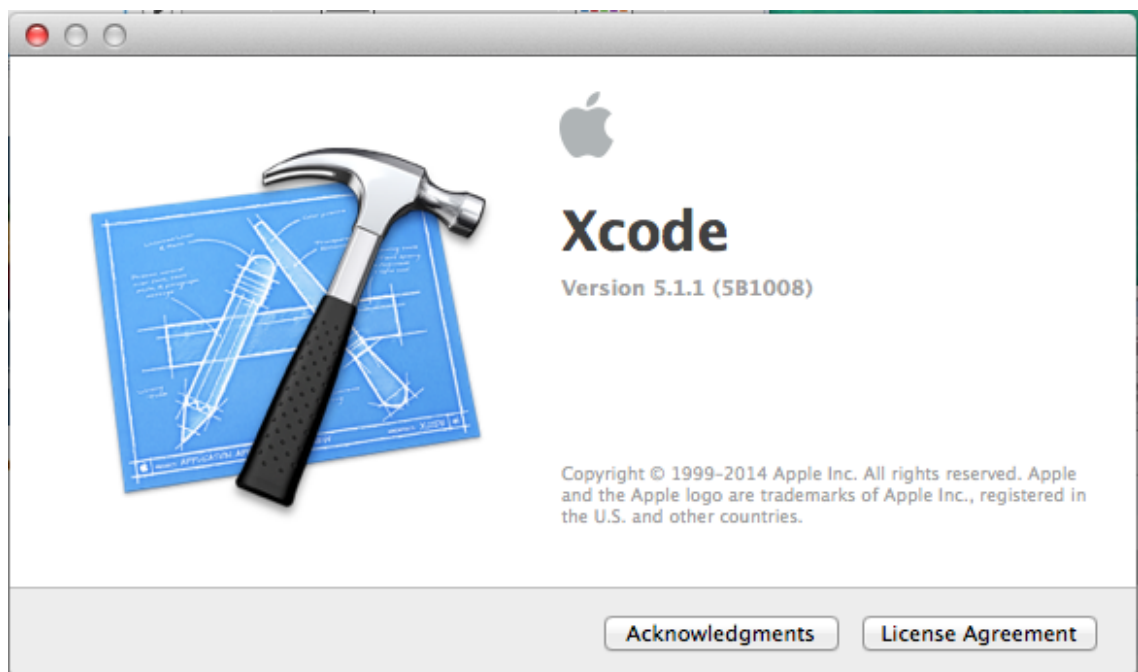 Xcode
Version 5.1.1 (5B1008)
Copyright © 1999-2014 Apple Inc. All rights reserved. Apple
and the Apple logo are trademarks of Apple Inc., registered in
the U.S. and other countries.
Acknowledgments
License Agreement